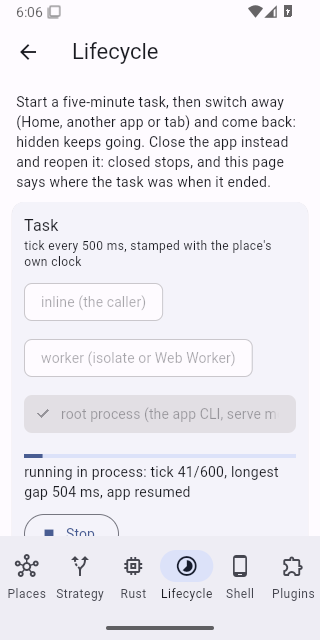 6:06
Lifecycle
Start a five-minute task, then switch away
(Home, another app or tab) and come back:
hidden keeps going. Close the app instead
and reopen it: closed stops, and this page
says where the task was when it ended.
Task
tick every 500 ms, stamped with the place's
own clock
inline (the caller)
worker (isolate or Web Worker)
root process (the app CLI, serve m
running in process: tick 41/600, longest
gap 504 ms, app resumed
Stop
Places Strategy Rust Lifecycle Shell Plugins